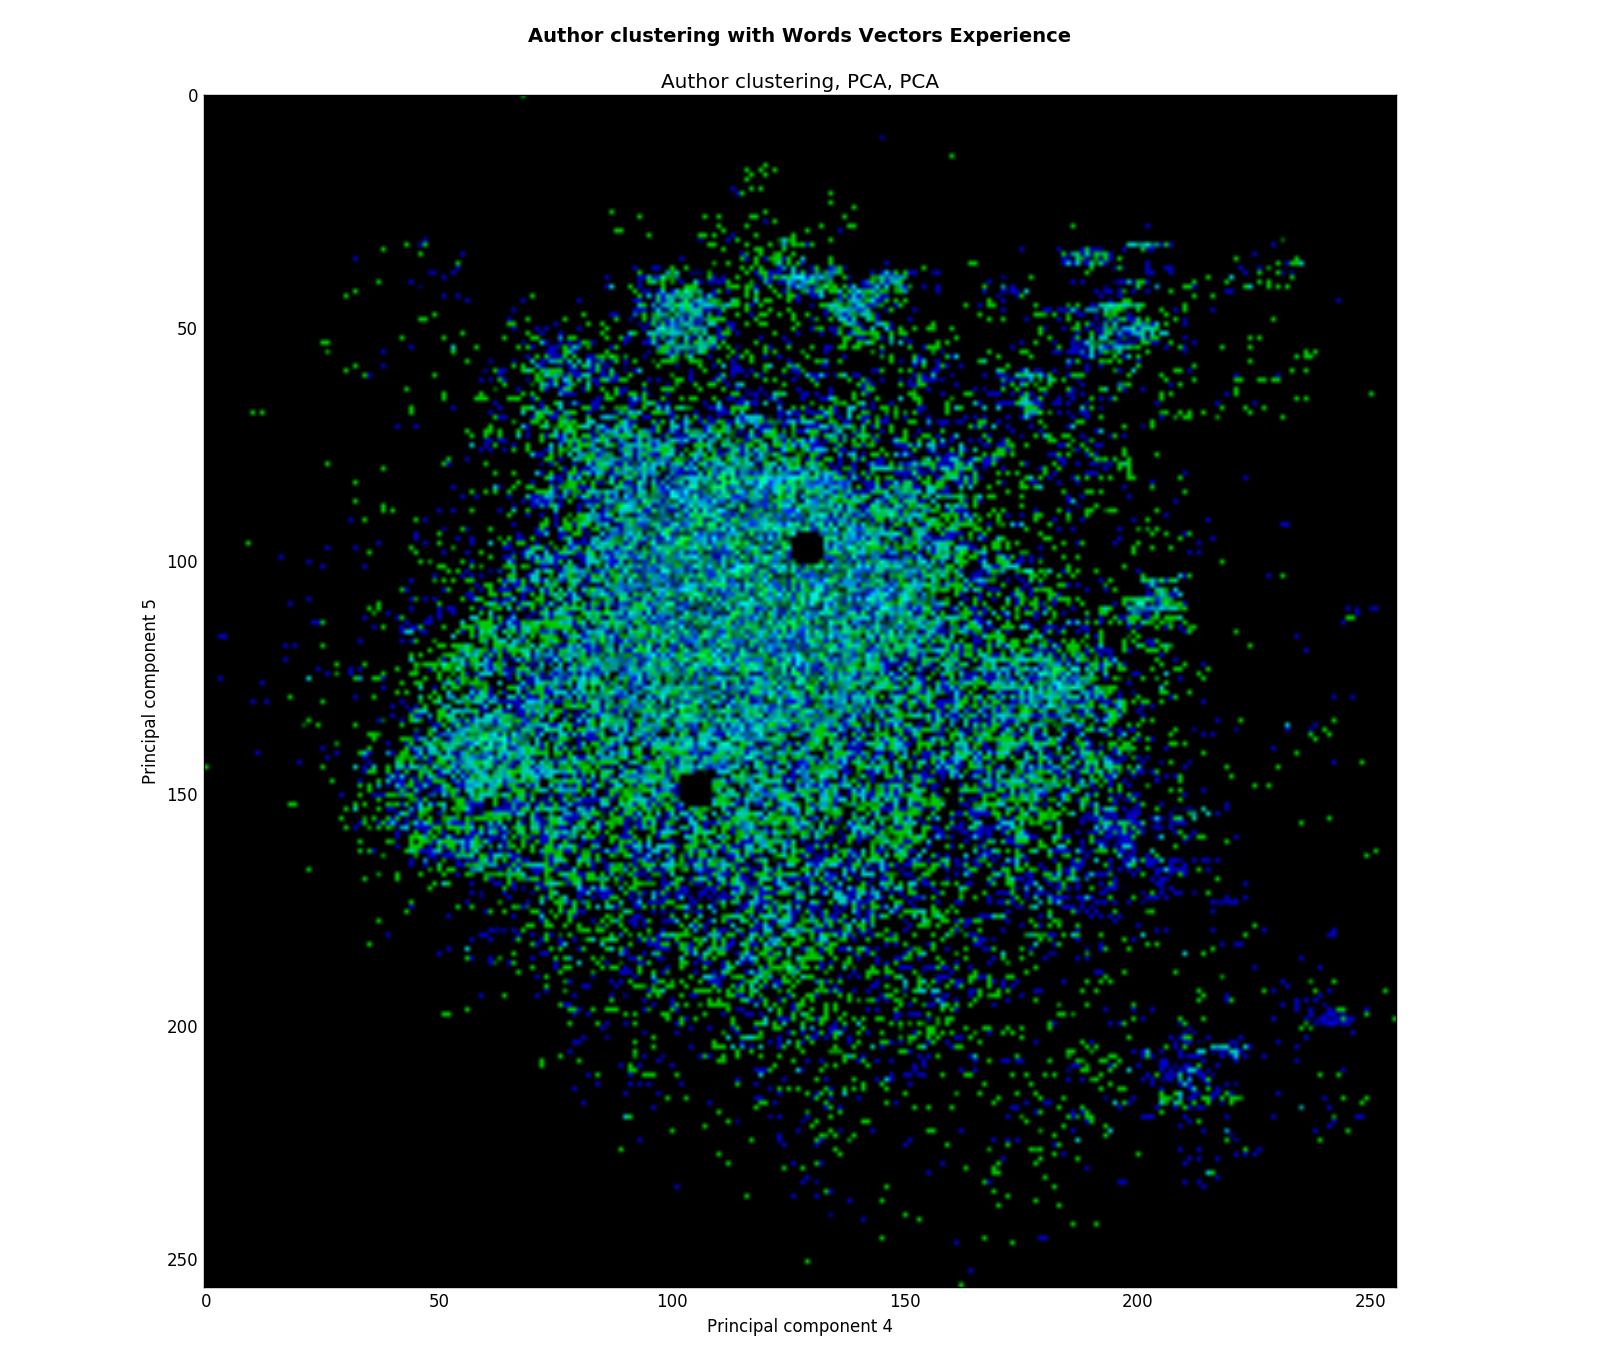 Author clustering with Words Vectors Experience
Author clustering, PCA, PCA
0
50
100
150
200
250
Principal component 5
0 50 100 150 200 250
Principal component 4